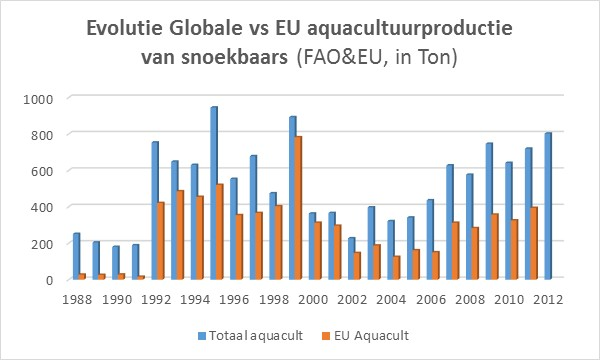 Evolutie Globale vs EU aquacultuurproductie
van snoekbaars (FAO&EU, in Ton)
1000
800
600
400
200
0
1988 1990 1992 1994 1996 1998 2000 2002 2004 2006 2008 2010 2012
Totaal aquacult EU Aquacult